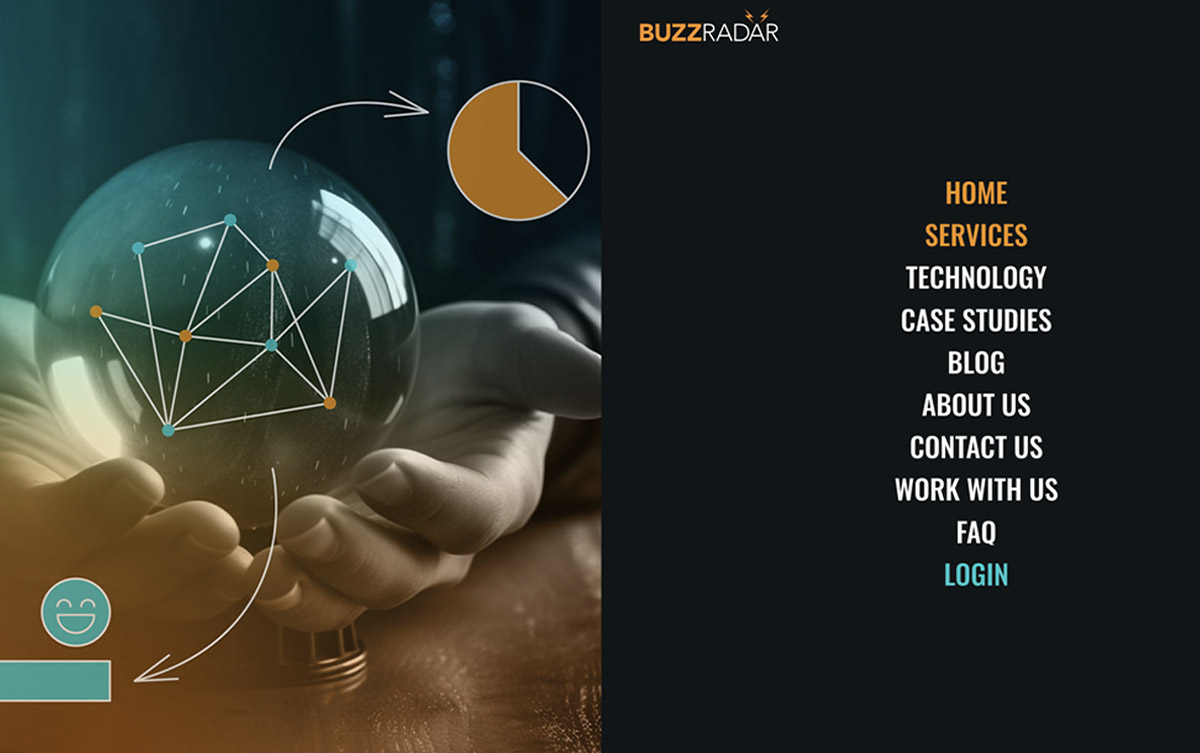 BUZZRADAR
HOME
SERVICES
TECHNOLOGY
CASE STUDIES
BLOG
ABOUT US
CONTACT US
WORK WITH US
FAQ
LOGIN